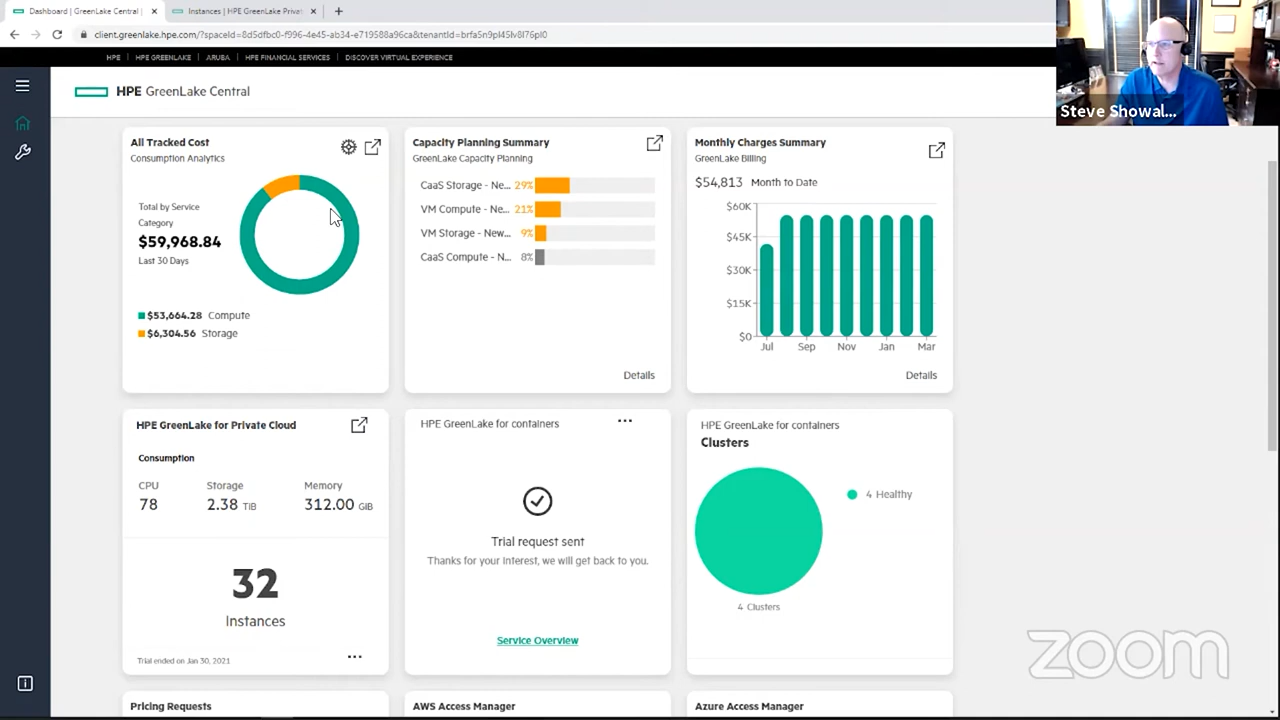 Dashboard | GreenLake Central |
Instances | HPE GreenLake Priva
client.greenlake.hpe.com/?spaceId=8d5dfbc0-f996-4e45-ab34-e719588a96ca&tenantId=brfa5n9pl45lv8l76pl0
HPE HPE GREENLAKE ARUBA HPE FINANCIAL SERVICES DISCOVER VIRTUAL EXPERIENCE
HPE GreenLake Central
Steve Showal...
All Tracked Cost
Consumption Analytics
Total by Service
Category
$59,968.84
Last 30 Days
$53,664.28 Compute
$6,304.56 Storage
Capacity Planning Summary
GreenLake Capacity Planning
CaaS Storage - Ne... 29%
VM Compute - Ne... 21%
VM Storage - New... 9%
CaaS Compute - N... 8%
Details
Monthly Charges Summary
GreenLake Billing
$54,813 Month to Date
$60K
$45K
$30K
$15K
$0
Jul Sep Nov Jan Mar
Details
HPE GreenLake for Private Cloud
Consumption
CPU Storage Memory
78 2.38 TiB 312.00 GiB
32
Instances
Trial ended on Jan 30, 2021
HPE GreenLake for containers
Trial request sent
Thanks for your interest, we will get back to you.
Service Overview
HPE GreenLake for containers
Clusters
4 Healthy
4 Clusters
zoom
Pricing Requests
AWS Access Manager
Azure Access Manager